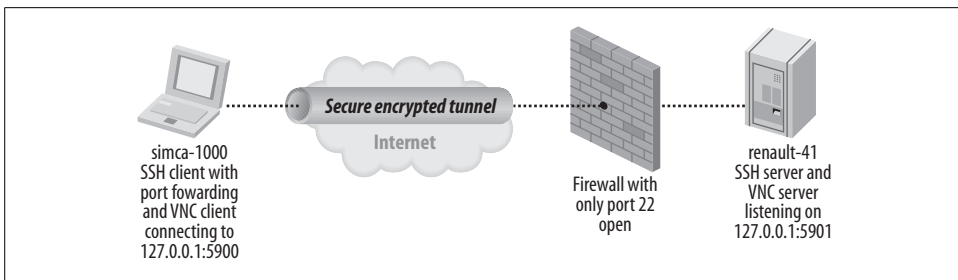 Secure encrypted tunnel
Internet
simca-1000
SSH client with
port fowarding
and VNC client
connecting to
127.0.0.1:5900
Firewall with
only port 22
open
renault-41
SSH server and
VNC server
listening on
127.0.0.1:5901